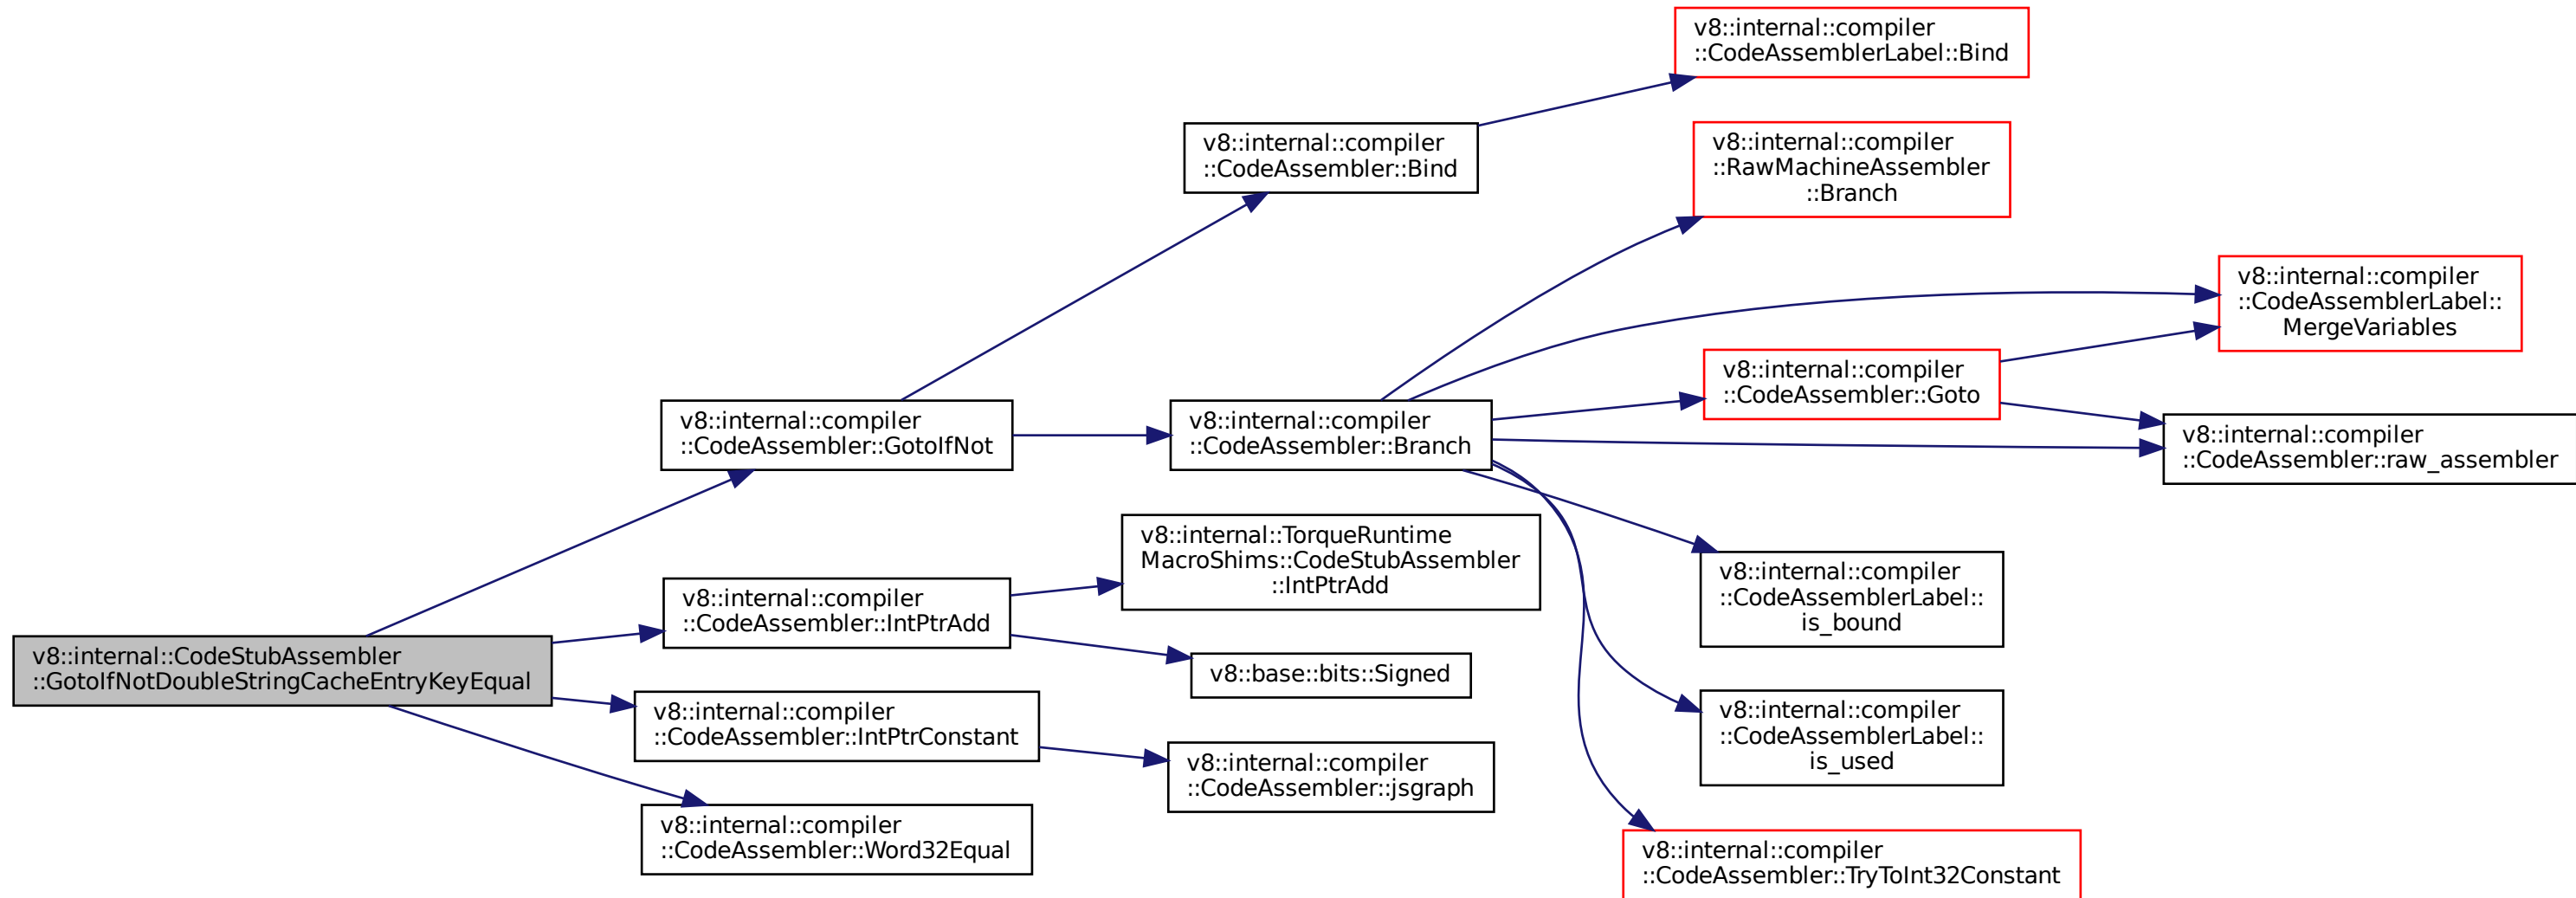 v8::internal::CodeStubAssembler
::GotoIfNotDoubleStringCacheEntryKeyEqual
v8::internal::compiler
::CodeAssembler::GotoIfNot
v8::internal::compiler
::CodeAssembler::IntPtrAdd
v8::internal::compiler
::CodeAssembler::IntPtrConstant
v8::internal::compiler
::CodeAssembler::Word32Equal
v8::internal::compiler
::CodeAssembler::Bind
v8::internal::compiler
::CodeAssembler::Branch
v8::internal::TorqueRuntime
MacroShims::CodeStubAssembler
::IntPtrAdd
v8::base::bits::Signed
v8::internal::compiler
::CodeAssembler::jsgraph
v8::internal::compiler
::CodeAssemblerLabel::Bind
v8::internal::compiler
::RawMachineAssembler
::Branch
v8::internal::compiler
::CodeAssembler::Goto
v8::internal::compiler
::CodeAssemblerLabel::
is_bound
v8::internal::compiler
::CodeAssemblerLabel::
is_used
v8::internal::compiler
::CodeAssembler::TryToInt32Constant
v8::internal::compiler
::CodeAssemblerLabel::
MergeVariables
v8::internal::compiler
::CodeAssembler::raw_assembler